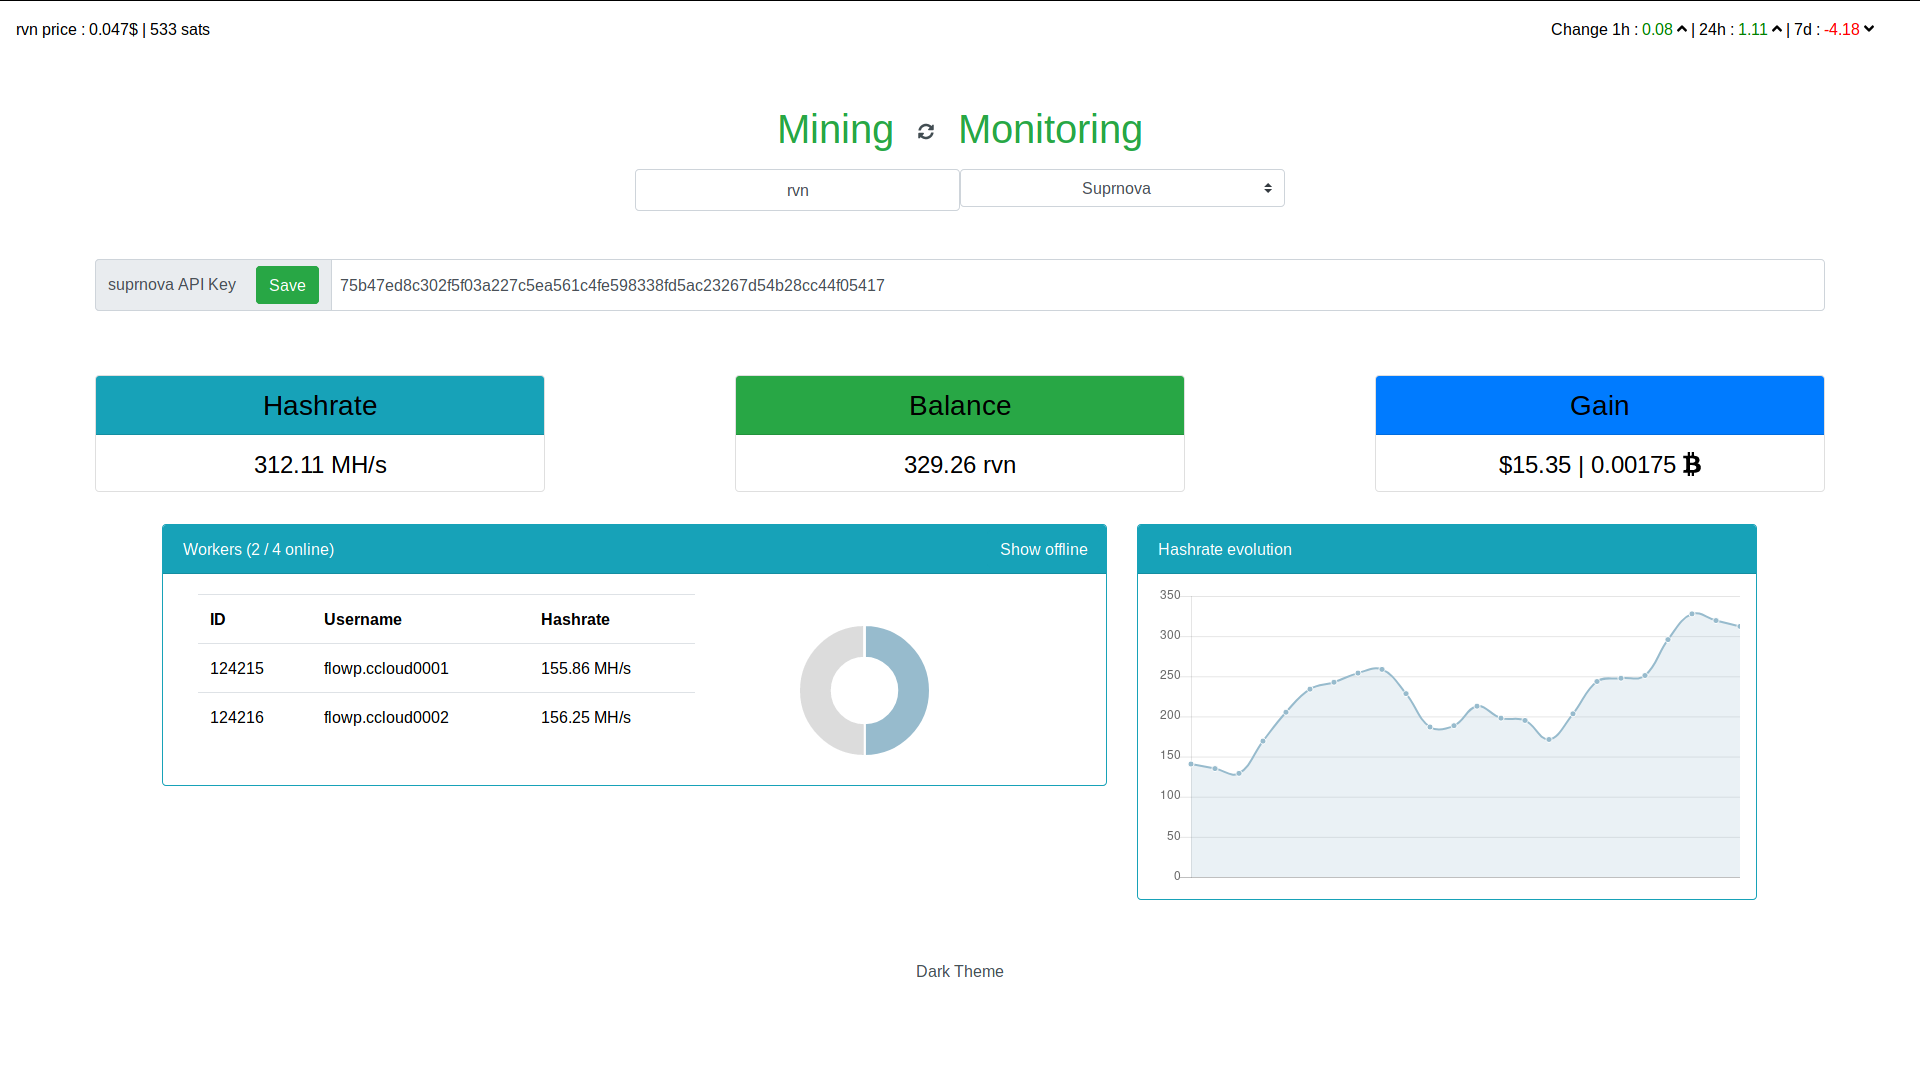 rvn price : 0.047$ | 533 sats
Change 1h : 0.08 | 24h : 1.11 | 7d : -4.18
Mining Monitoring
rvn
Suprnova
suprnova API Key
Save
75b47ed8c302f5f03a227c5ea561c4fe598338fd5ac23267d54b28cc44f05417
Hashrate
312.11 MH/s
Balance
329.26 rvn
Gain
$15.35 | 0.00175
Workers (2 / 4 online)
Show offline
ID Username Hashrate
124215 flowp.ccloud0001 155.86 MH/s
124216 flowp.ccloud0002 156.25 MH/s
Hashrate evolution
350
300
250
200
150
100
50
0
Dark Theme